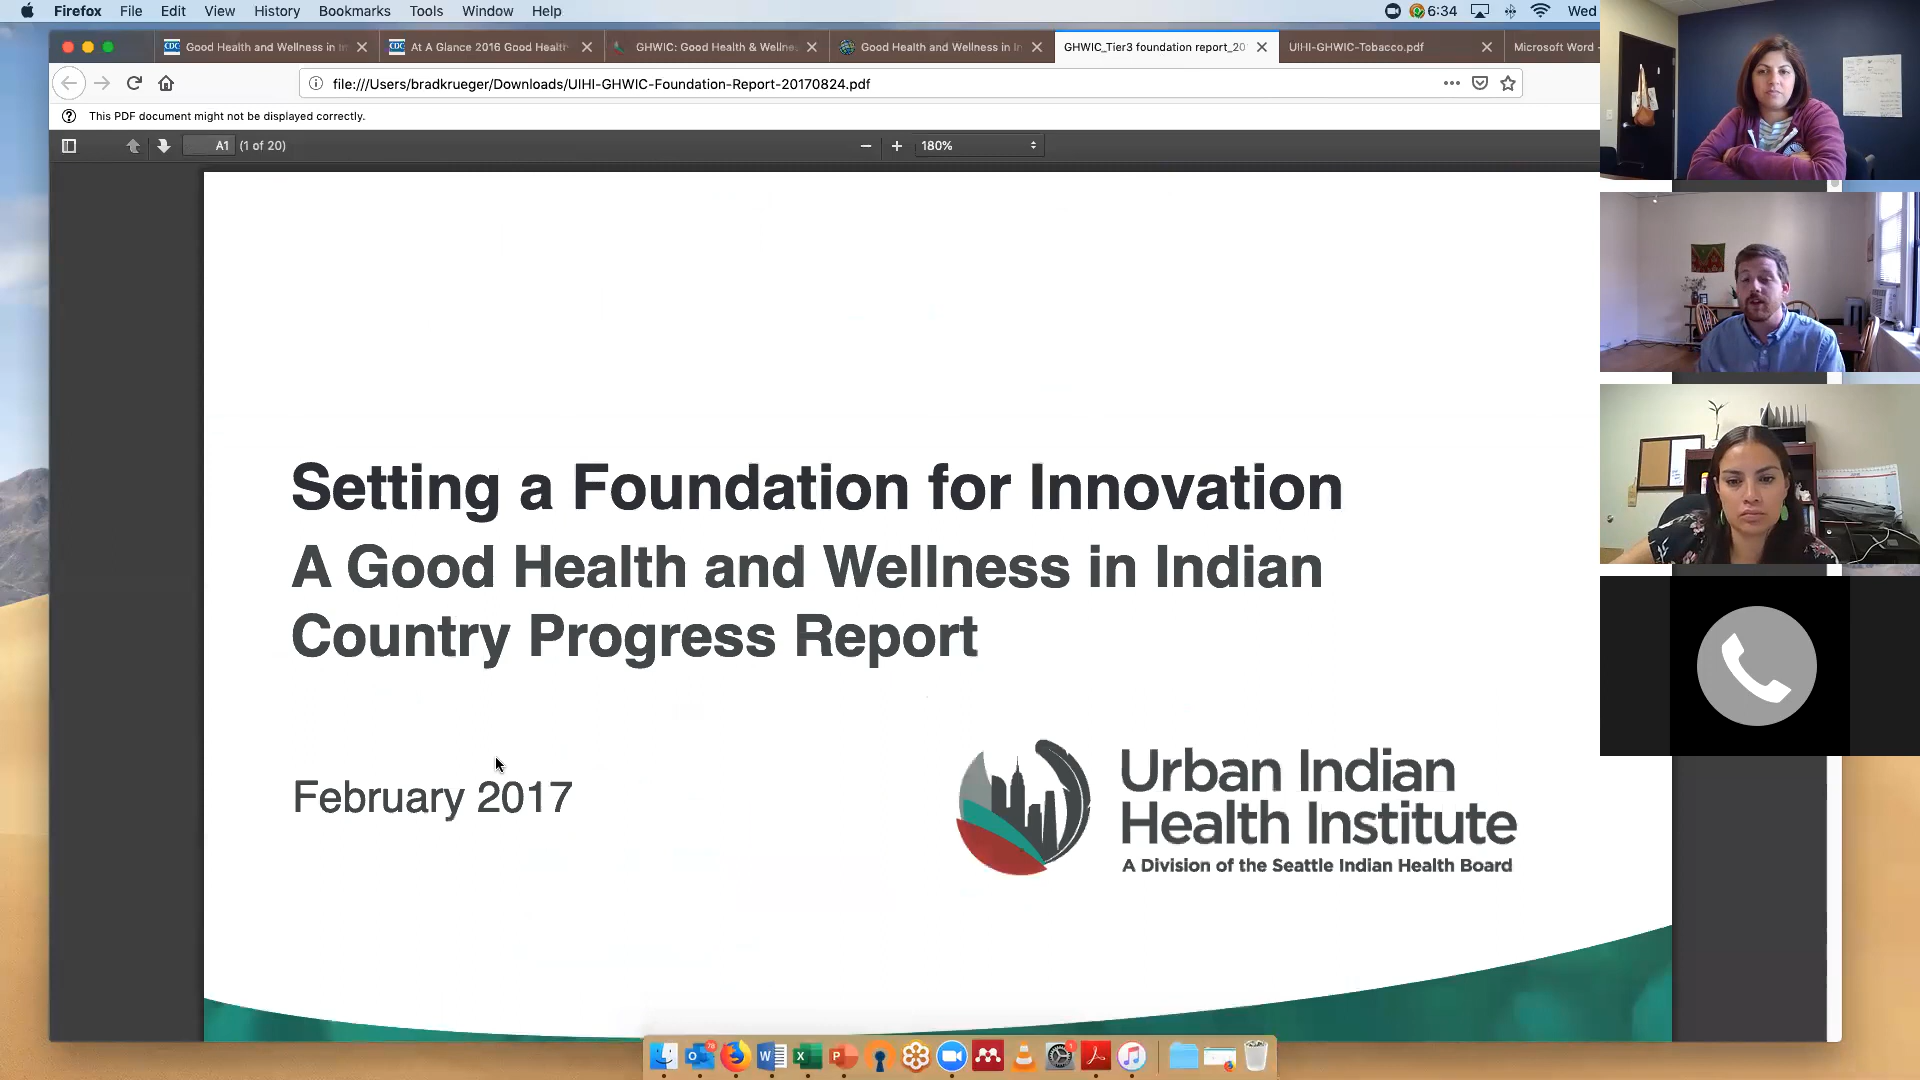 Firefox File Edit View History Bookmarks Tools Window Help 6:34 Wed
CDC Good Health and Wellness in
CDC At A Glance 2016 Good Health
GHWIC: Good Health & Wellne
Good Health and Wellness in
GHWIC_Tier3 foundation report_20
UIHI-GHWIC-Tobacco.pdf
Microsoft Word -
file:///Users/bradkrueger/Downloads/UIHI-GHWIC-Foundation-Report-20170824.pdf
This PDF document might not be displayed correctly.
A1 (1 of 20) 180%
Setting a Foundation for Innovation
A Good Health and Wellness in Indian
Country Progress Report
February 2017
Urban Indian
Health Institute
A Division of the Seattle Indian Health Board